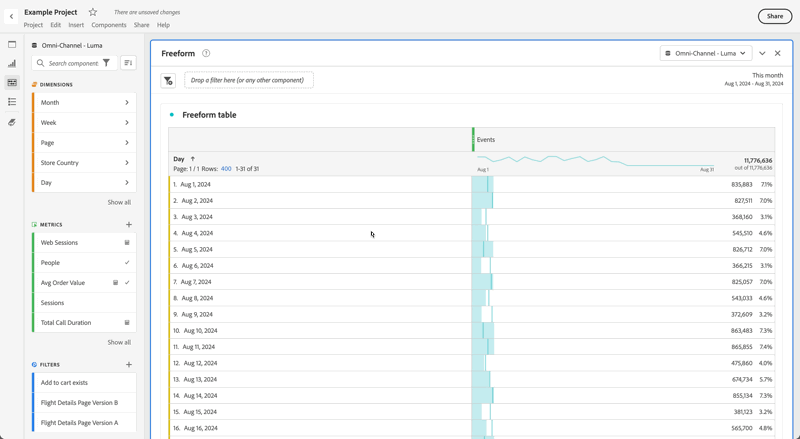 Example Project
There are unsaved changes
Project Edit Insert Components Share Help
Share
Omni-Channel - Luma
Search component
DIMENSIONS
Month
Week
Page
Store Country
Day
Show all
METRICS
Web Sessions
People
Avg Order Value
Sessions
Total Call Duration
Show all
FILTERS
Add to cart exists
Flight Details Page Version B
Flight Details Page Version A
Freeform
Omni-Channel - Luma
Drop a filter here (or any other component)
This month
Aug 1, 2024 - Aug 31, 2024
Freeform table
Events
Day
Page: 1 / 1 Rows: 400 1-31 of 31
Aug 1
Aug 31
11,776,636
out of 11,776,636
1. Aug 1, 2024 835,883 7.1%
2. Aug 2, 2024 827,511 7.0%
3. Aug 3, 2024 368,160 3.1%
4. Aug 4, 2024 545,510 4.6%
5. Aug 5, 2024 826,712 7.0%
6. Aug 6, 2024 366,215 3.1%
7. Aug 7, 2024 825,057 7.0%
8. Aug 8, 2024 543,033 4.6%
9. Aug 9, 2024 372,609 3.2%
10. Aug 10, 2024 863,483 7.3%
11. Aug 11, 2024 865,855 7.4%
12. Aug 12, 2024 475,860 4.0%
13. Aug 13, 2024 674,734 5.7%
14. Aug 14, 2024 855,134 7.3%
15. Aug 15, 2024 381,123 3.2%
16. Aug 16, 2024 565,700 4.8%